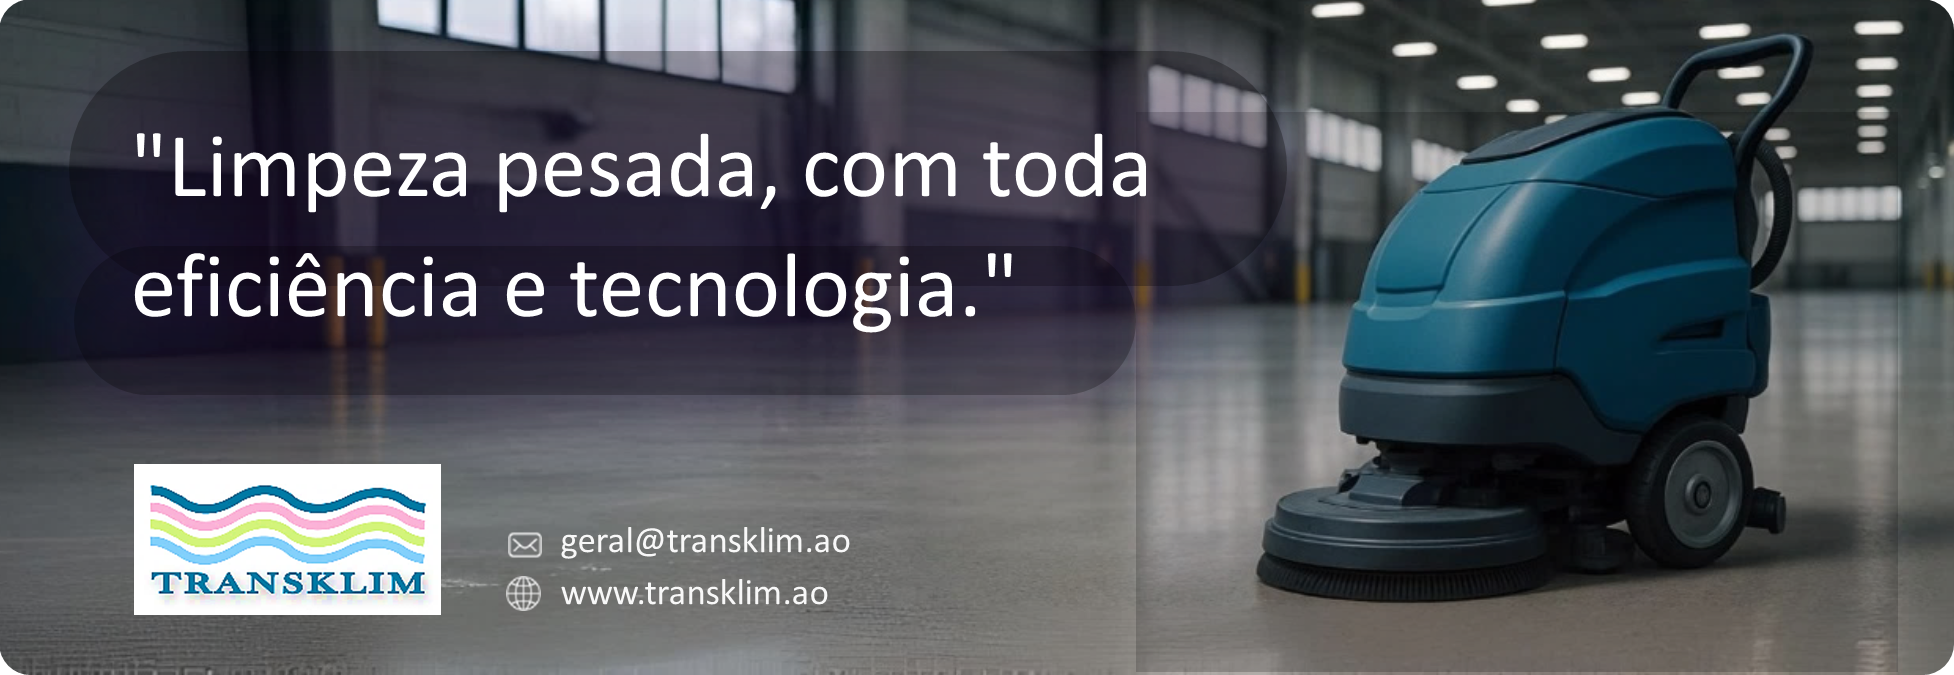 "Limpeza pesada, com toda
eficiência e tecnologia."
TRANSKLIM
geral@transklim.ao
www.transklim.ao